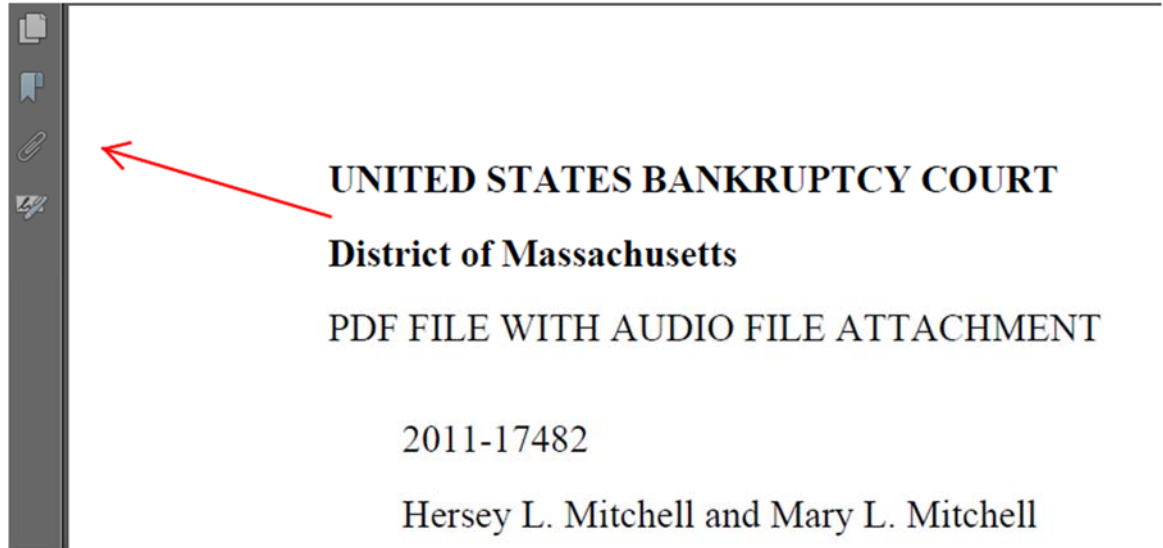 UNITED STATES BANKRUPTCY COURT
District of Massachusetts
PDF FILE WITH AUDIO FILE ATTACHMENT
2011-17482
Hersey L. Mitchell and Mary L. Mitchell